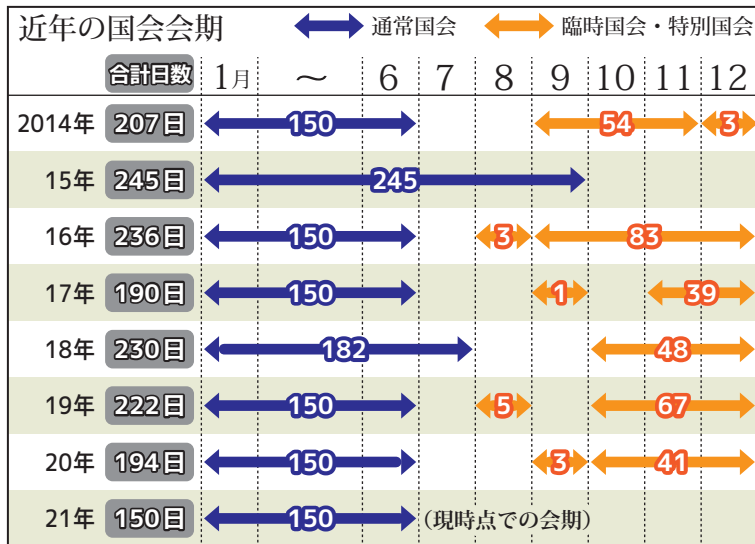 近年の国会会期 通常国会 臨時国会・特別国会
合計日数 1月 ～ 6 7 8 9 10 11 12
2014年 207日 150 54 3
15年 245日 245
16年 236日 150 3 83
17年 190日 150 1 39
18年 230日 182 48
19年 222日 150 5 67
20年 194日 150 3 41
21年 150日 150 (現時点での会期)